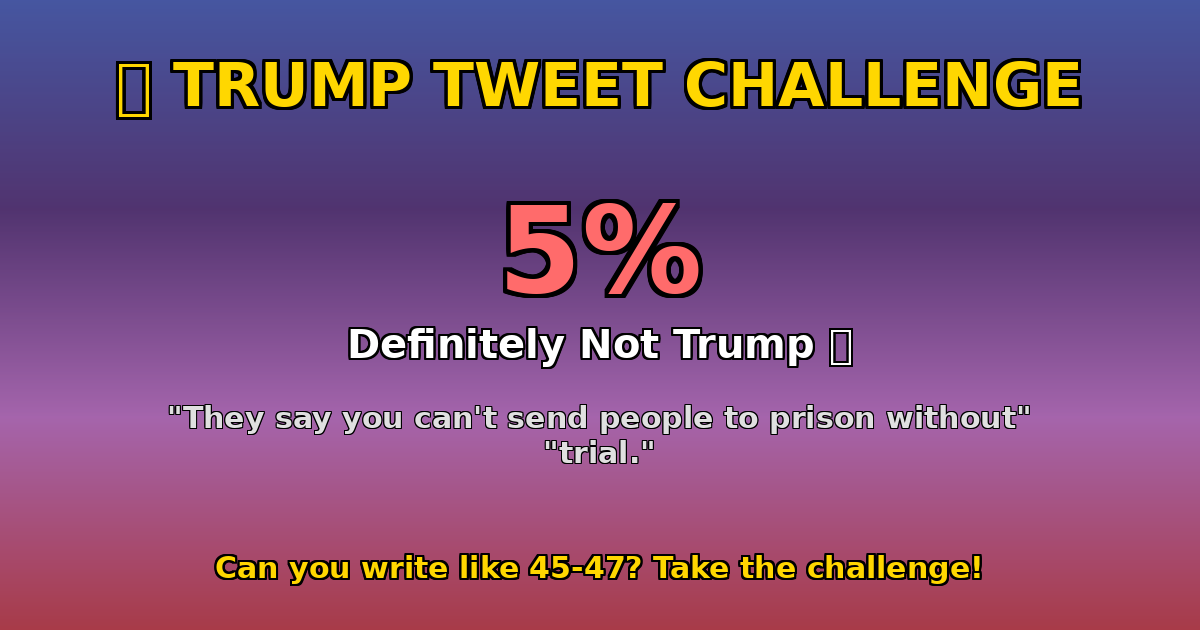 TRUMP TWEET CHALLENGE
5%
Definitely Not Trump
"They say you can't send people to prison without"
"trial."
Can you write like 45-47? Take the challenge!